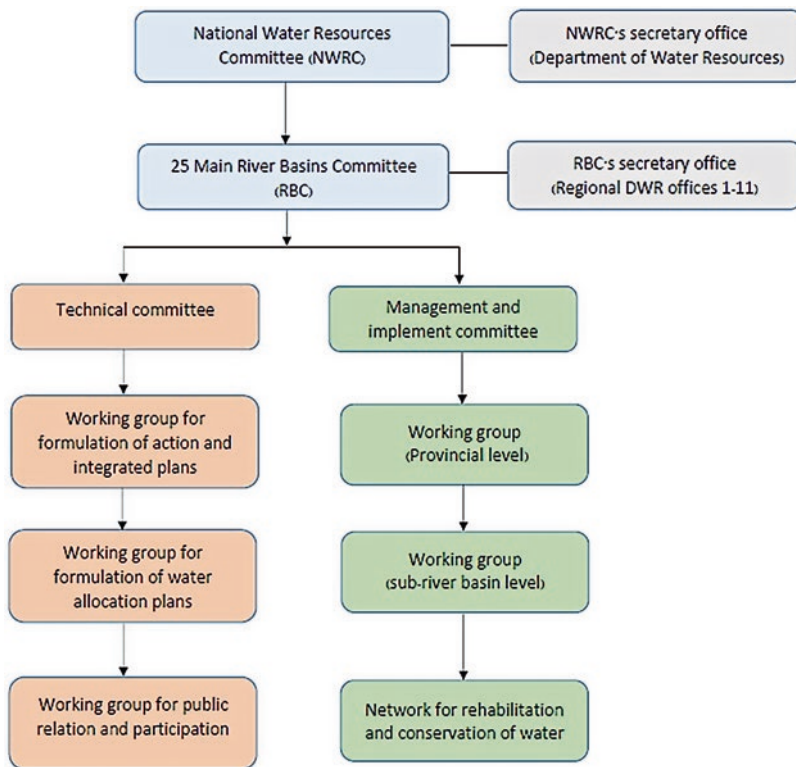 National Water Resources
Committee (NWRC)
NWRC's secretary office
(Department of Water Resources)
25 Main River Basins Committee
(RBC)
RBC's secretary office
(Regional DWR offices 1-11)
Technical committee
Management and
implement committee
Working group for
formulation of action and
integrated plans
Working group
(Provincial level)
Working group for
formulation of water
allocation plans
Working group
(sub-river basin level)
Working group for public
relation and participation
Network for rehabilitation
and conservation of water